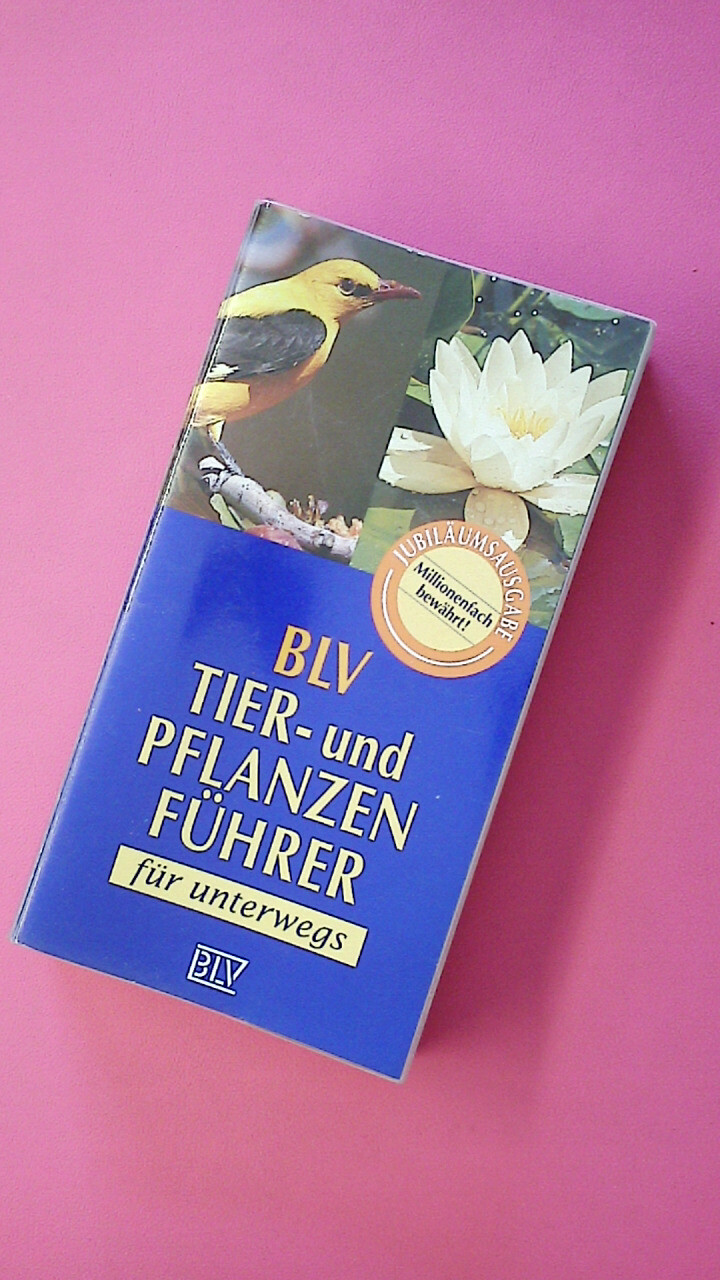 JUBILÄUMSAUSGABE
Millionenfach
bewährt!
BLV
TIER- und
PFLANZEN
FÜHRER
für unterwegs
BLV